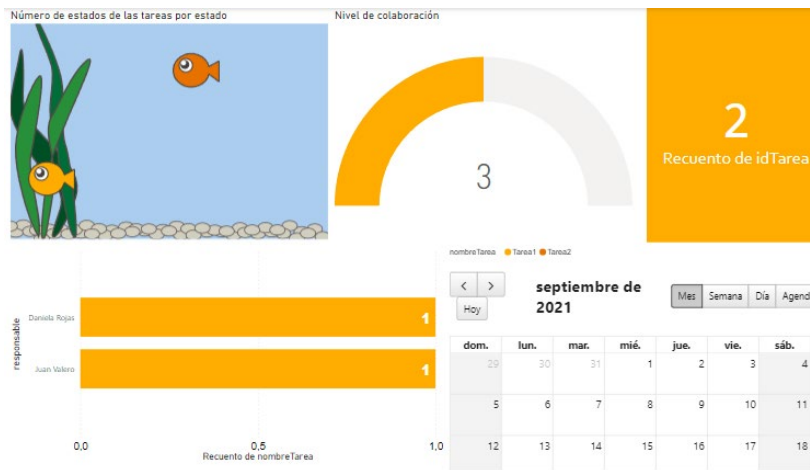 Número de estados de las tareas por estado
Nivel de colaboración
3
2
Recuento de idTarea
responsable
Daniela Rojas
1
Juan Valero
1
0,0 0,5 1,0
Recuento de nombreTarea
nombreTarea Tarea1 Tarea2
< >
Hoy
septiembre de
2021
Mes Semana Día Agend
dom. lun. mar. mié. jue. vie. sáb.
29 30 31 1 2 3 4
5 6 7 8 9 10 11
12 13 14 15 16 17 18